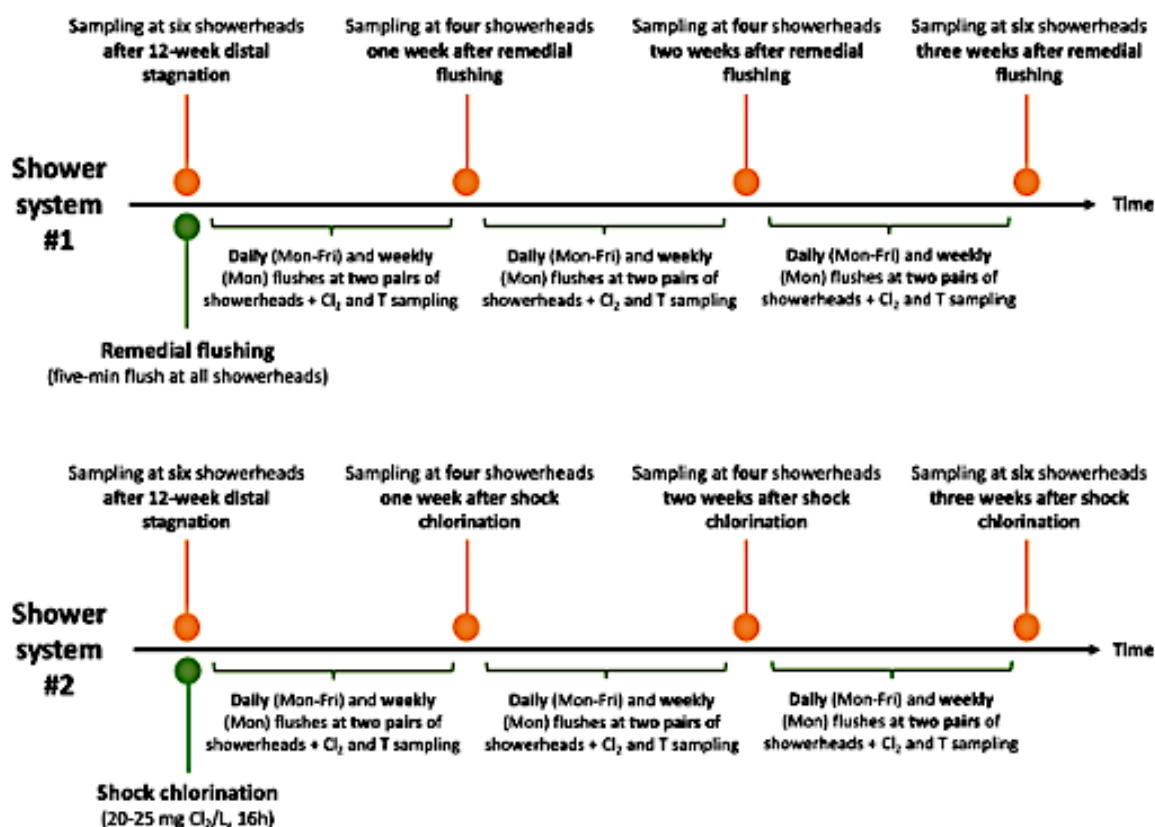 Sampling at six showerheads
after 12-week distal
stagnation
Sampling at four showerheads
one week after remedial
flushing
Sampling at four showerheads
two weeks after remedial
flushing
Sampling at six showerheads
three weeks after remedial
flushing
Shower
system
#1
Time
Daily (Mon-Fri) and weekly
(Mon) flushes at two pairs of
showerheads + Cl₂ and T sampling
Daily (Mon-Fri) and weekly
(Mon) flushes at two pairs of
showerheads + Cl₂ and T sampling
Daily (Mon-Fri) and weekly
(Mon) flushes at two pairs of
showerheads + Cl₂ and T sampling
Remedial flushing
(five-min flush at all showerheads)
Sampling at six showerheads
after 12-week distal
stagnation
Sampling at four showerheads
one week after shock
chlorination
Sampling at four showerheads
two weeks after shock
chlorination
Sampling at six showerheads
three weeks after shock
chlorination
Shower
system
#2
Time
Daily (Mon-Fri) and weekly
(Mon) flushes at two pairs of
showerheads + Cl₂ and T sampling
Daily (Mon-Fri) and weekly
(Mon) flushes at two pairs of
showerheads + Cl₂ and T sampling
Daily (Mon-Fri) and weekly
(Mon) flushes at two pairs of
showerheads + Cl₂ and T sampling
Shock chlorination
(20-25 mg Cl₂/L, 16h)